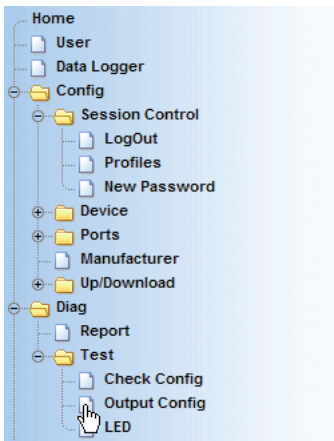 Home
User
Data Logger
Config
Session Control
LogOut
Profiles
New Password
Device
Ports
Manufacturer
Up/Download
Diag
Report
Test
Check Config
Output Config
LED